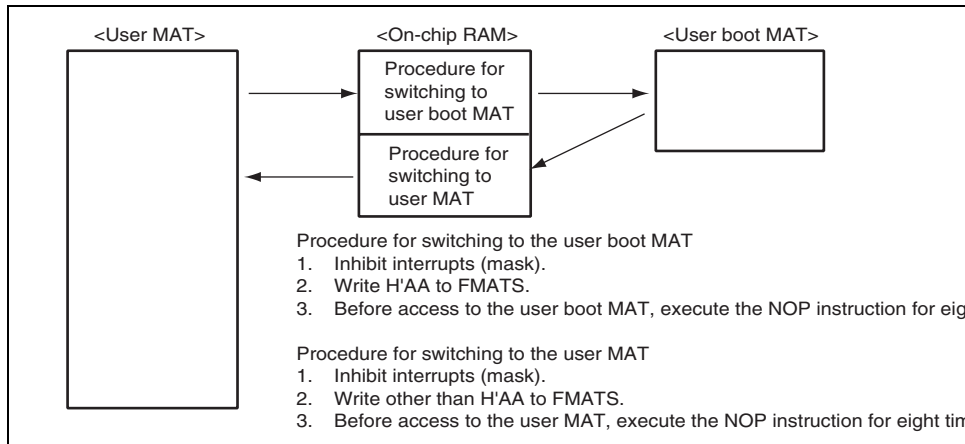 <User MAT>
<On-chip RAM>
<User boot MAT>
Procedure for
switching to
user boot MAT
Procedure for
switching to
user MAT
Procedure for switching to the user boot MAT
1. Inhibit interrupts (mask).
2. Write H'AA to FMATS.
3. Before access to the user boot MAT, execute the NOP instruction for
Procedure for switching to the user MAT
1. Inhibit interrupts (mask).
2. Write other than H'AA to FMATS.
3. Before access to the user MAT, execute the NOP instruction for eight